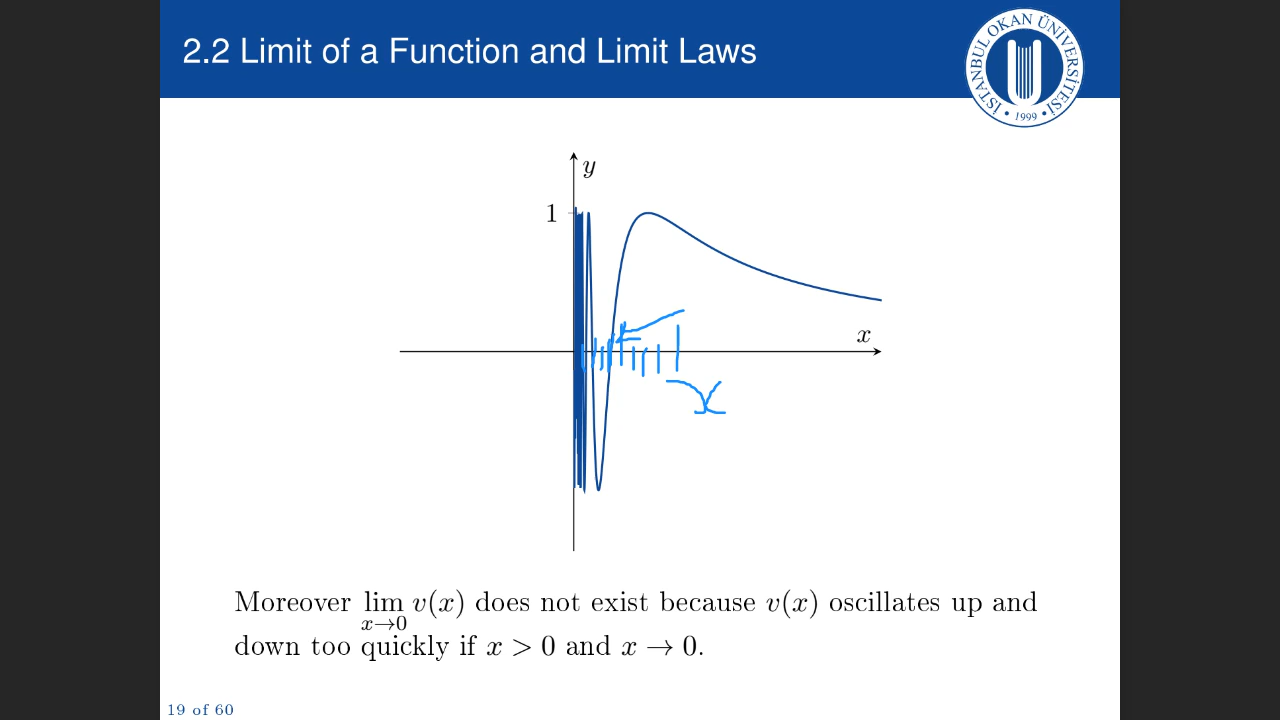 2.2 Limit of a Function and Limit Laws
İSTANBUL OKAN ÜNİVERSİTESİ
• 1999 •
y
1
x
x
Moreover lim v(x) does not exist because v(x) oscillates up and
x→0
down too quickly if x > 0 and x → 0.
19 of 60